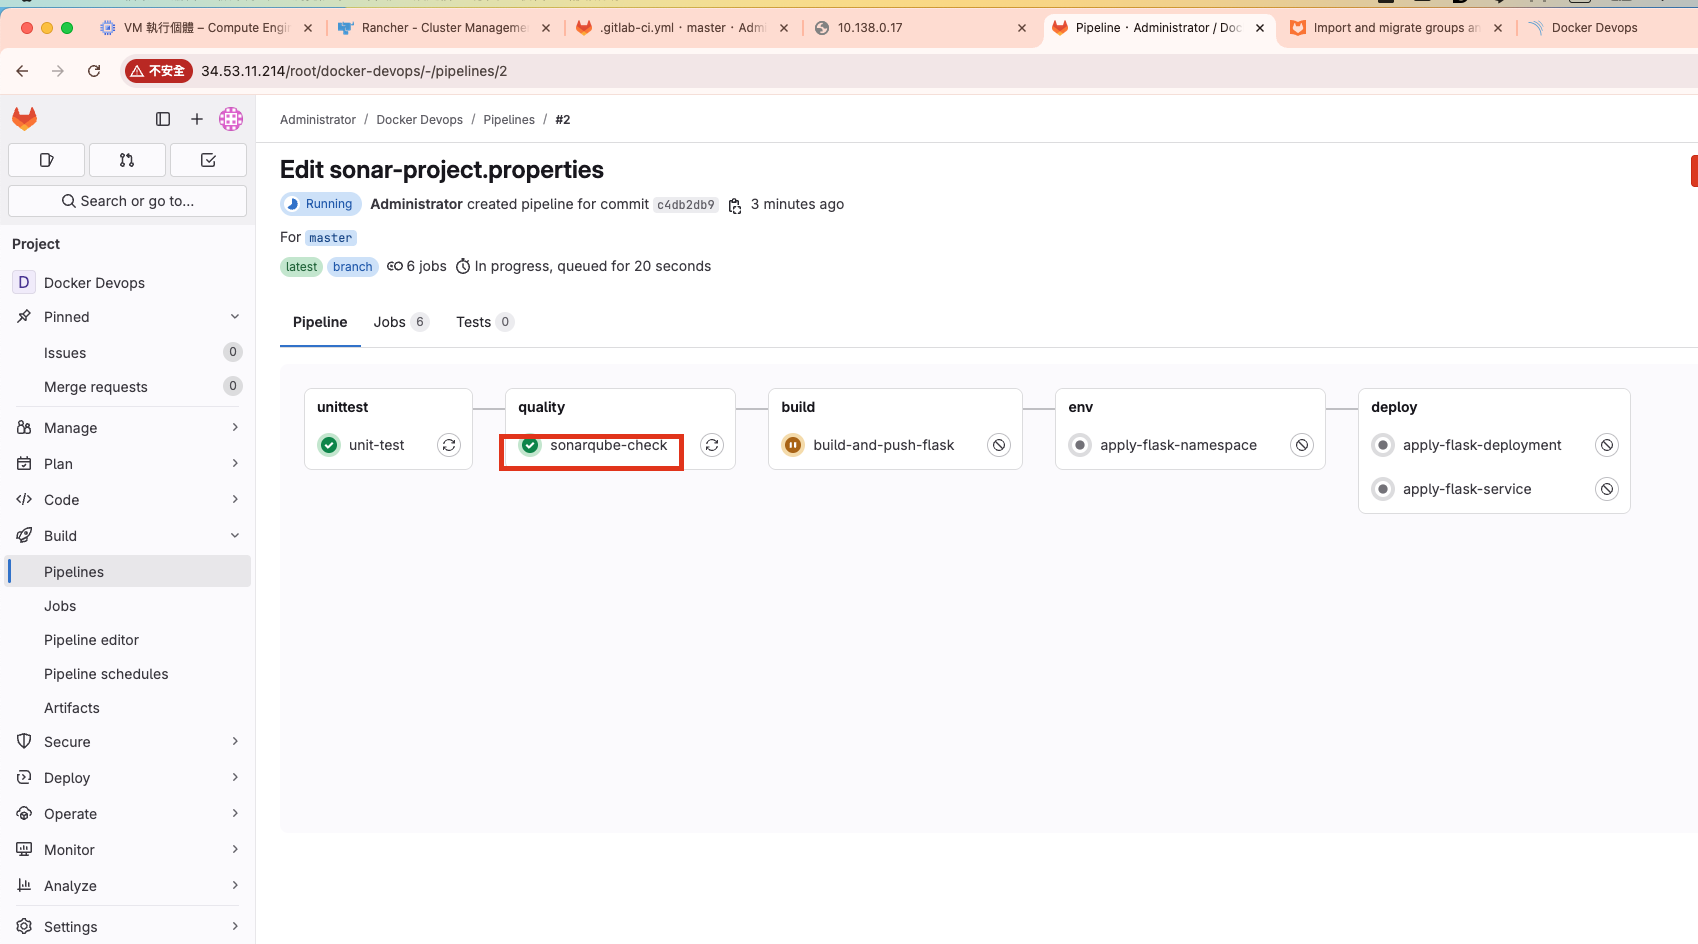 VM 執行個體 – Compute Engin
Rancher - Cluster Managemen
.gitlab-ci.yml · master · Admi
10.138.0.17
Pipeline · Administrator / Doc
Import and migrate groups an
Docker Devops
不安全
34.53.11.214/root/docker-devops/-/pipelines/2
Administrator / Docker Devops / Pipelines / #2
Search or go to...
Project
D Docker Devops
Pinned
Issues 0
Merge requests 0
Manage
Plan
Code
Build
Pipelines
Jobs
Pipeline editor
Pipeline schedules
Artifacts
Secure
Deploy
Operate
Monitor
Analyze
Settings
Edit sonar-project.properties
Running Administrator created pipeline for commit c4db2db9 3 minutes ago
For master
latest branch 6 jobs In progress, queued for 20 seconds
Pipeline Jobs 6 Tests 0
unittest
unit-test
quality
sonarqube-check
build
build-and-push-flask
env
apply-flask-namespace
deploy
apply-flask-deployment
apply-flask-service